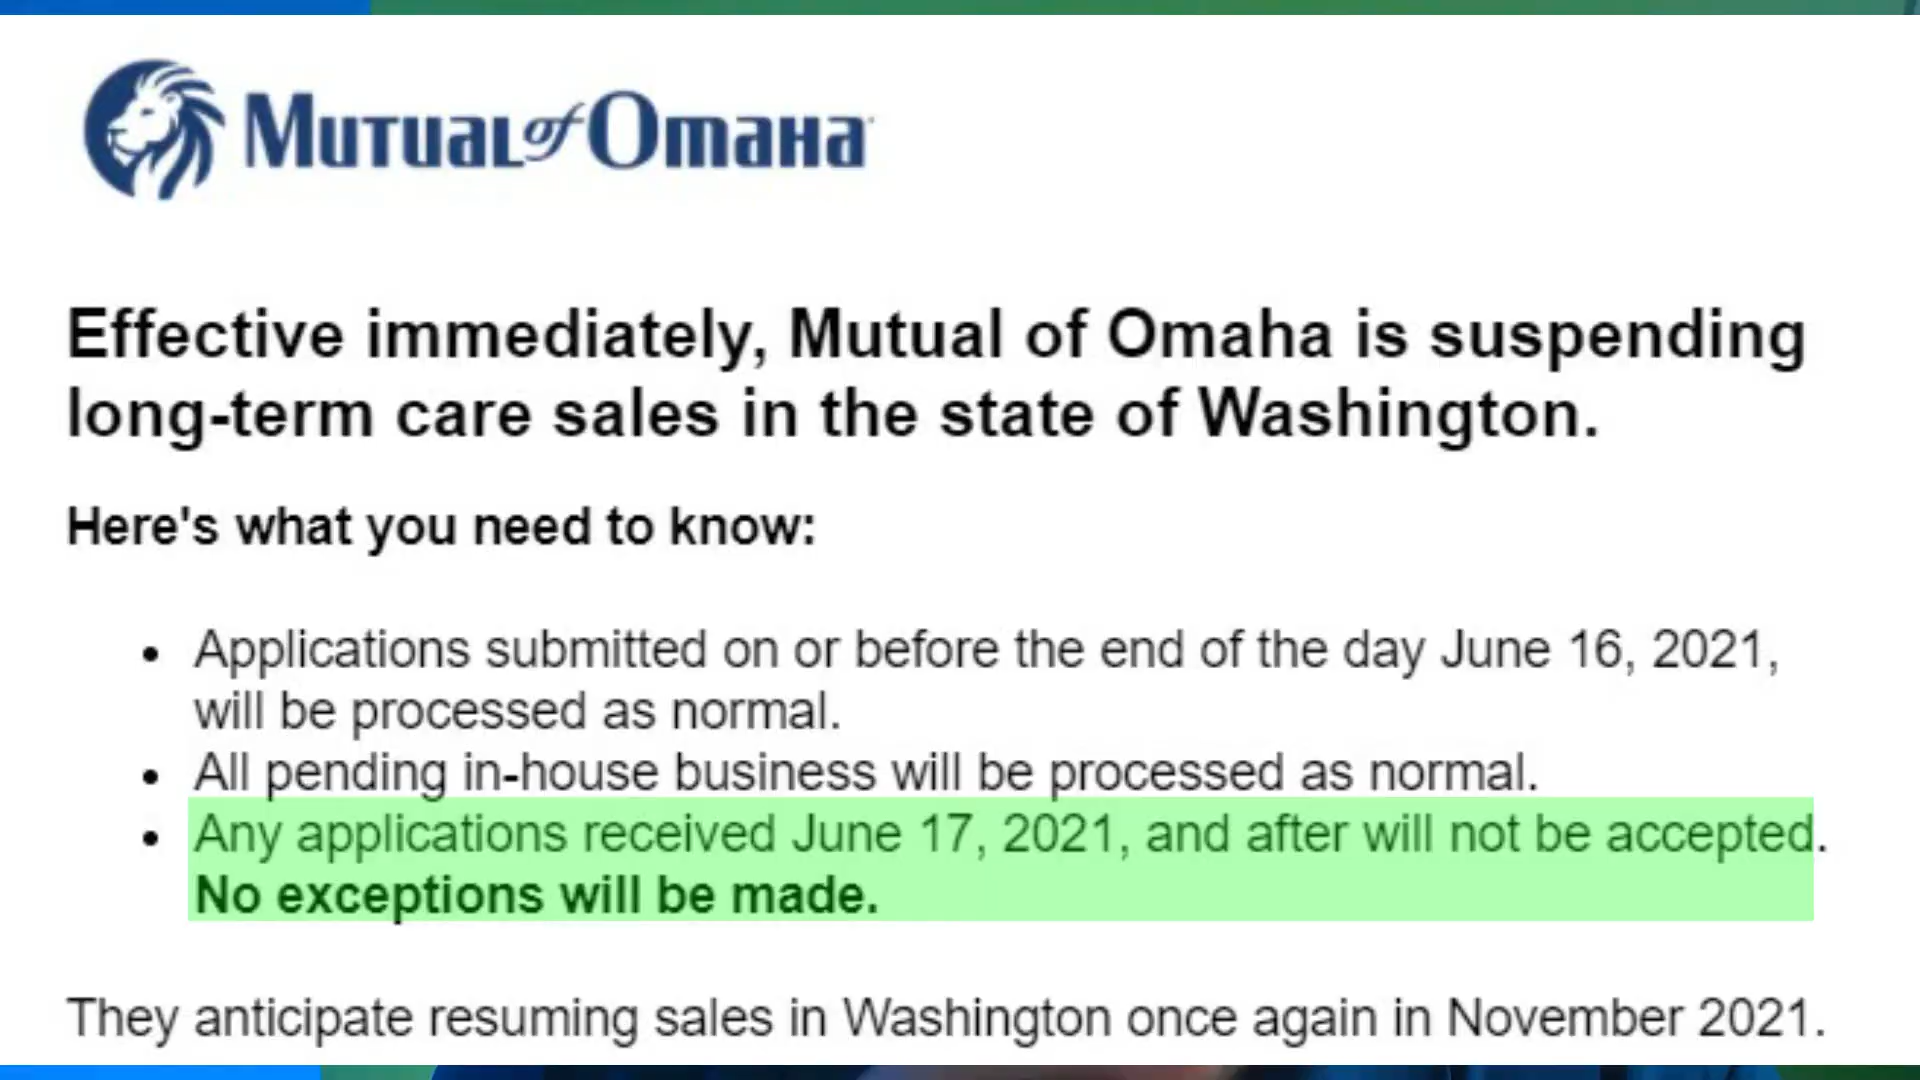 Mutual of Omaha
Effective immediately, Mutual of Omaha is suspending
long-term care sales in the state of Washington.
Here's what you need to know:
• Applications submitted on or before the end of the day June 16, 2021,
will be processed as normal.
• All pending in-house business will be processed as normal.
• Any applications received June 17, 2021, and after will not be accepted.
No exceptions will be made.
They anticipate resuming sales in Washington once again in November 2021.